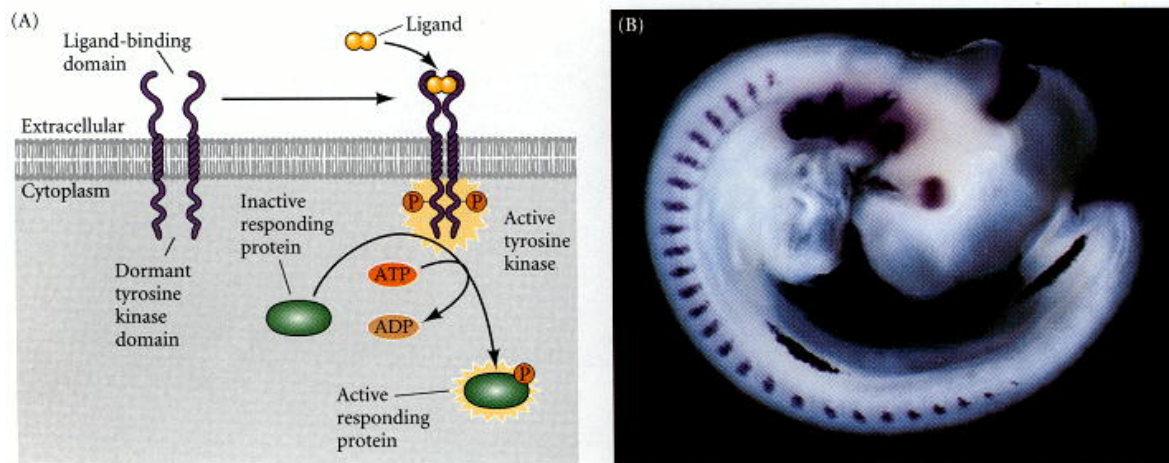 (A)
Ligand-binding
domain
Ligand
Extracellular
Cytoplasm
Dormant
tyrosine
kinase
domain
Inactive
responding
protein
P
P
Active
tyrosine
kinase
ATP
ADP
P
Active
responding
protein
(B)